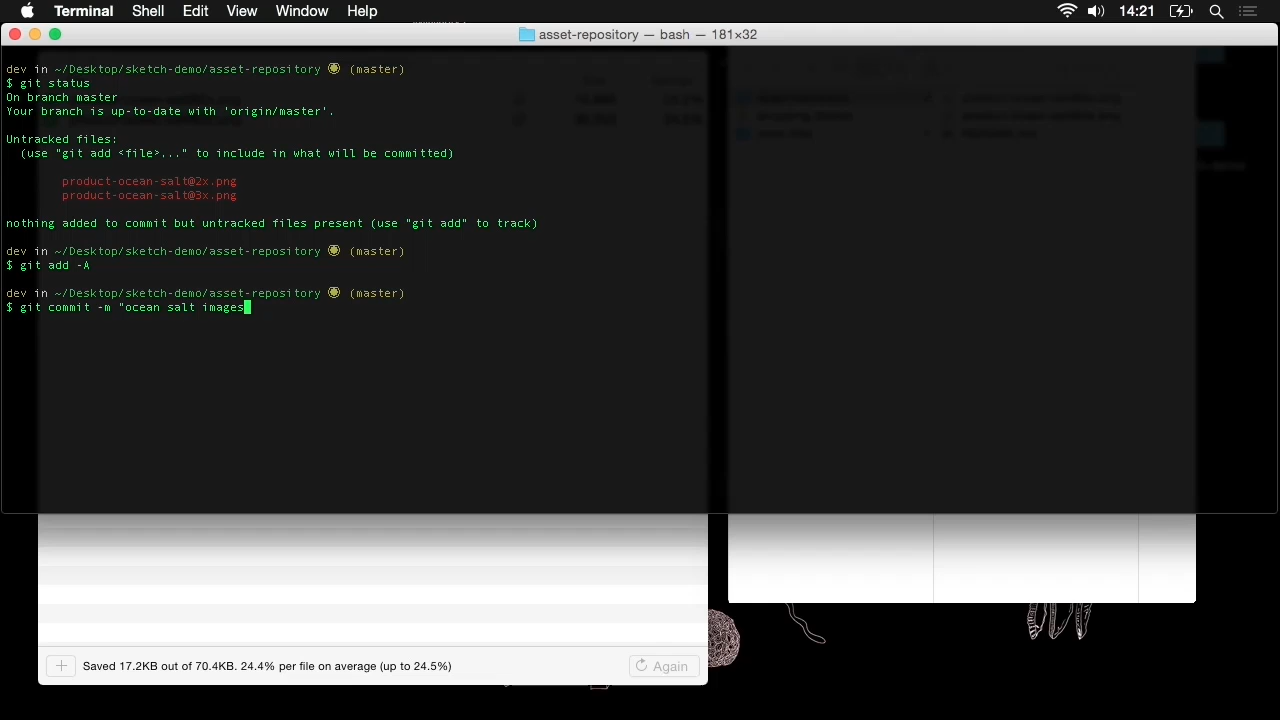 Terminal Shell Edit View Window Help 14:21
asset-repository — bash — 181×32
dev in ~/Desktop/sketch-demo/asset-repository (master)
$ git status
On branch master
Your branch is up-to-date with 'origin/master'.
Untracked files:
(use "git add <file>..." to include in what will be committed)
product-ocean-salt@2x.png
product-ocean-salt@3x.png
nothing added to commit but untracked files present (use "git add" to track)
dev in ~/Desktop/sketch-demo/asset-repository (master)
$ git add -A
dev in ~/Desktop/sketch-demo/asset-repository (master)
$ git commit -m "ocean salt images
Saved 17.2KB out of 70.4KB. 24.4% per file on average (up to 24.5%)
Again